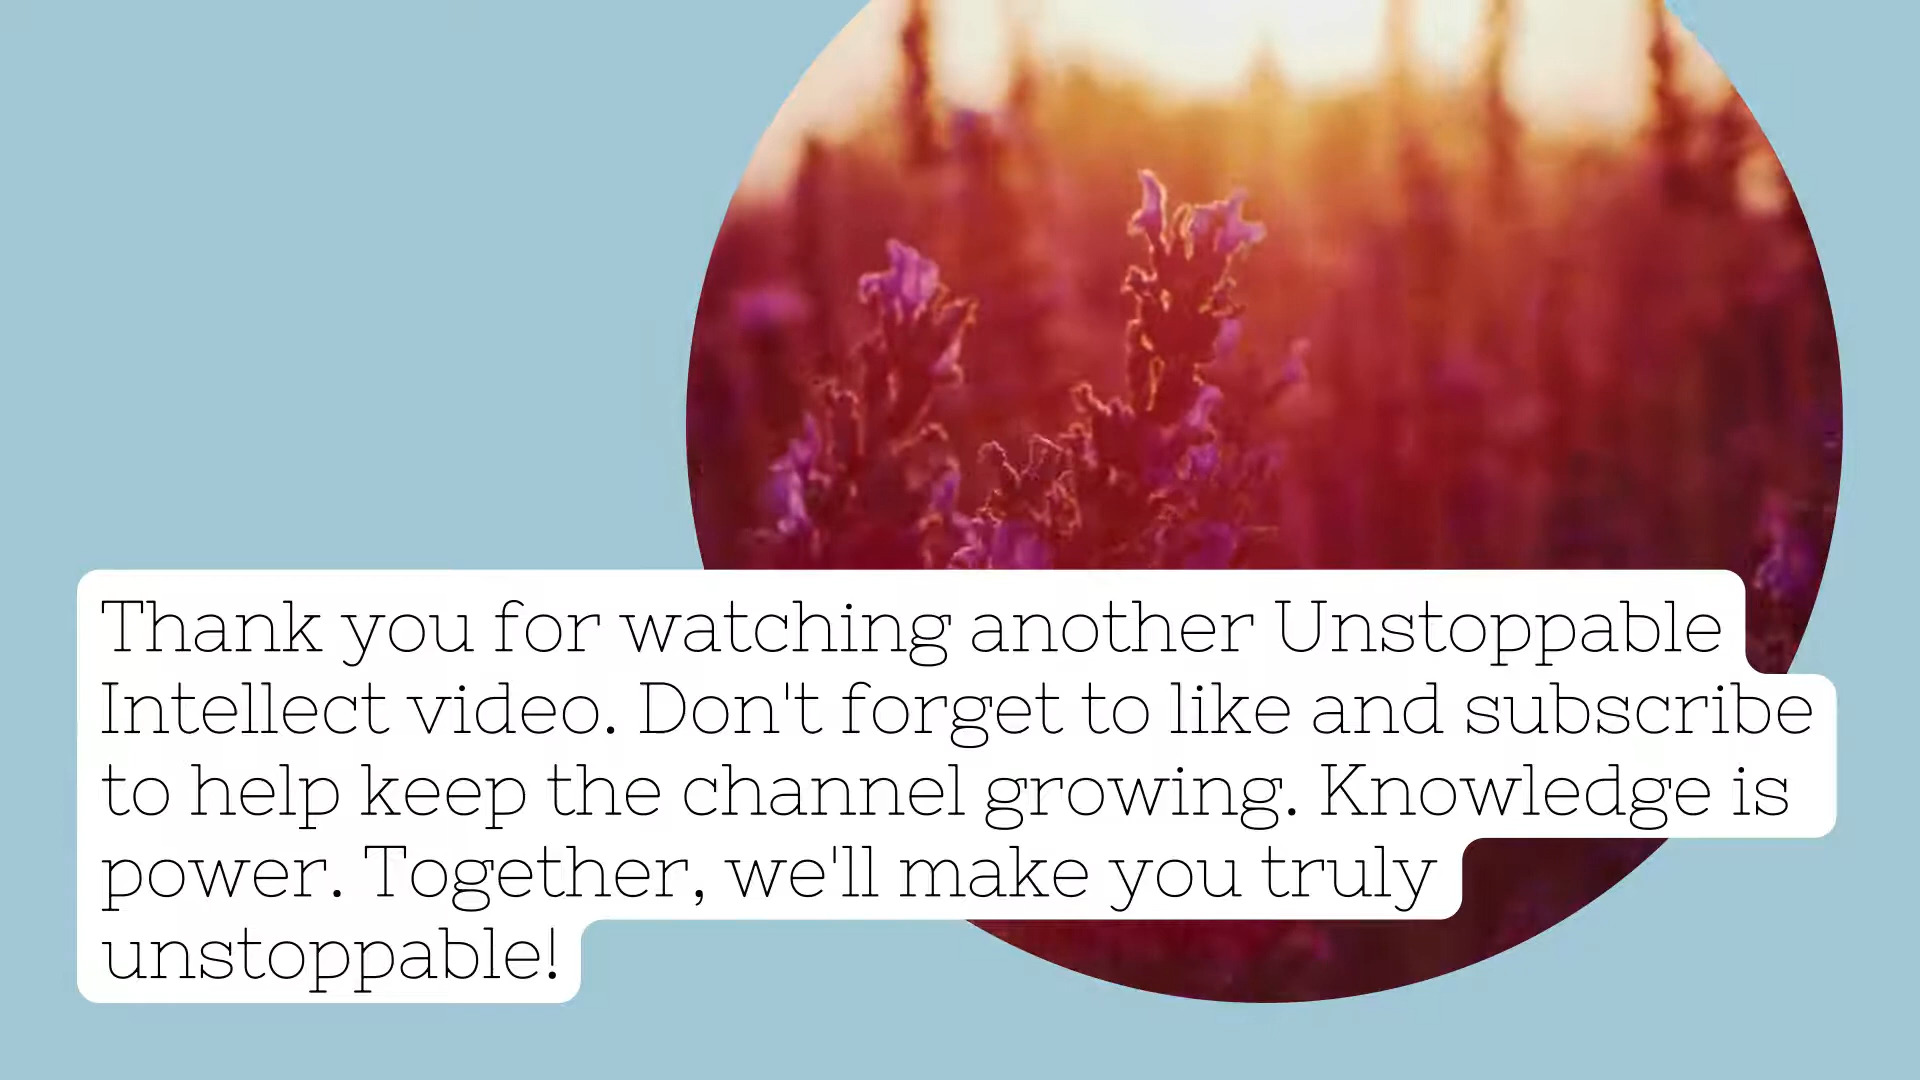 Thank you for watching another Unstoppable
Intellect video. Don't forget to like and subscribe
to help keep the channel growing. Knowledge is
power. Together, we'll make you truly
unstoppable!